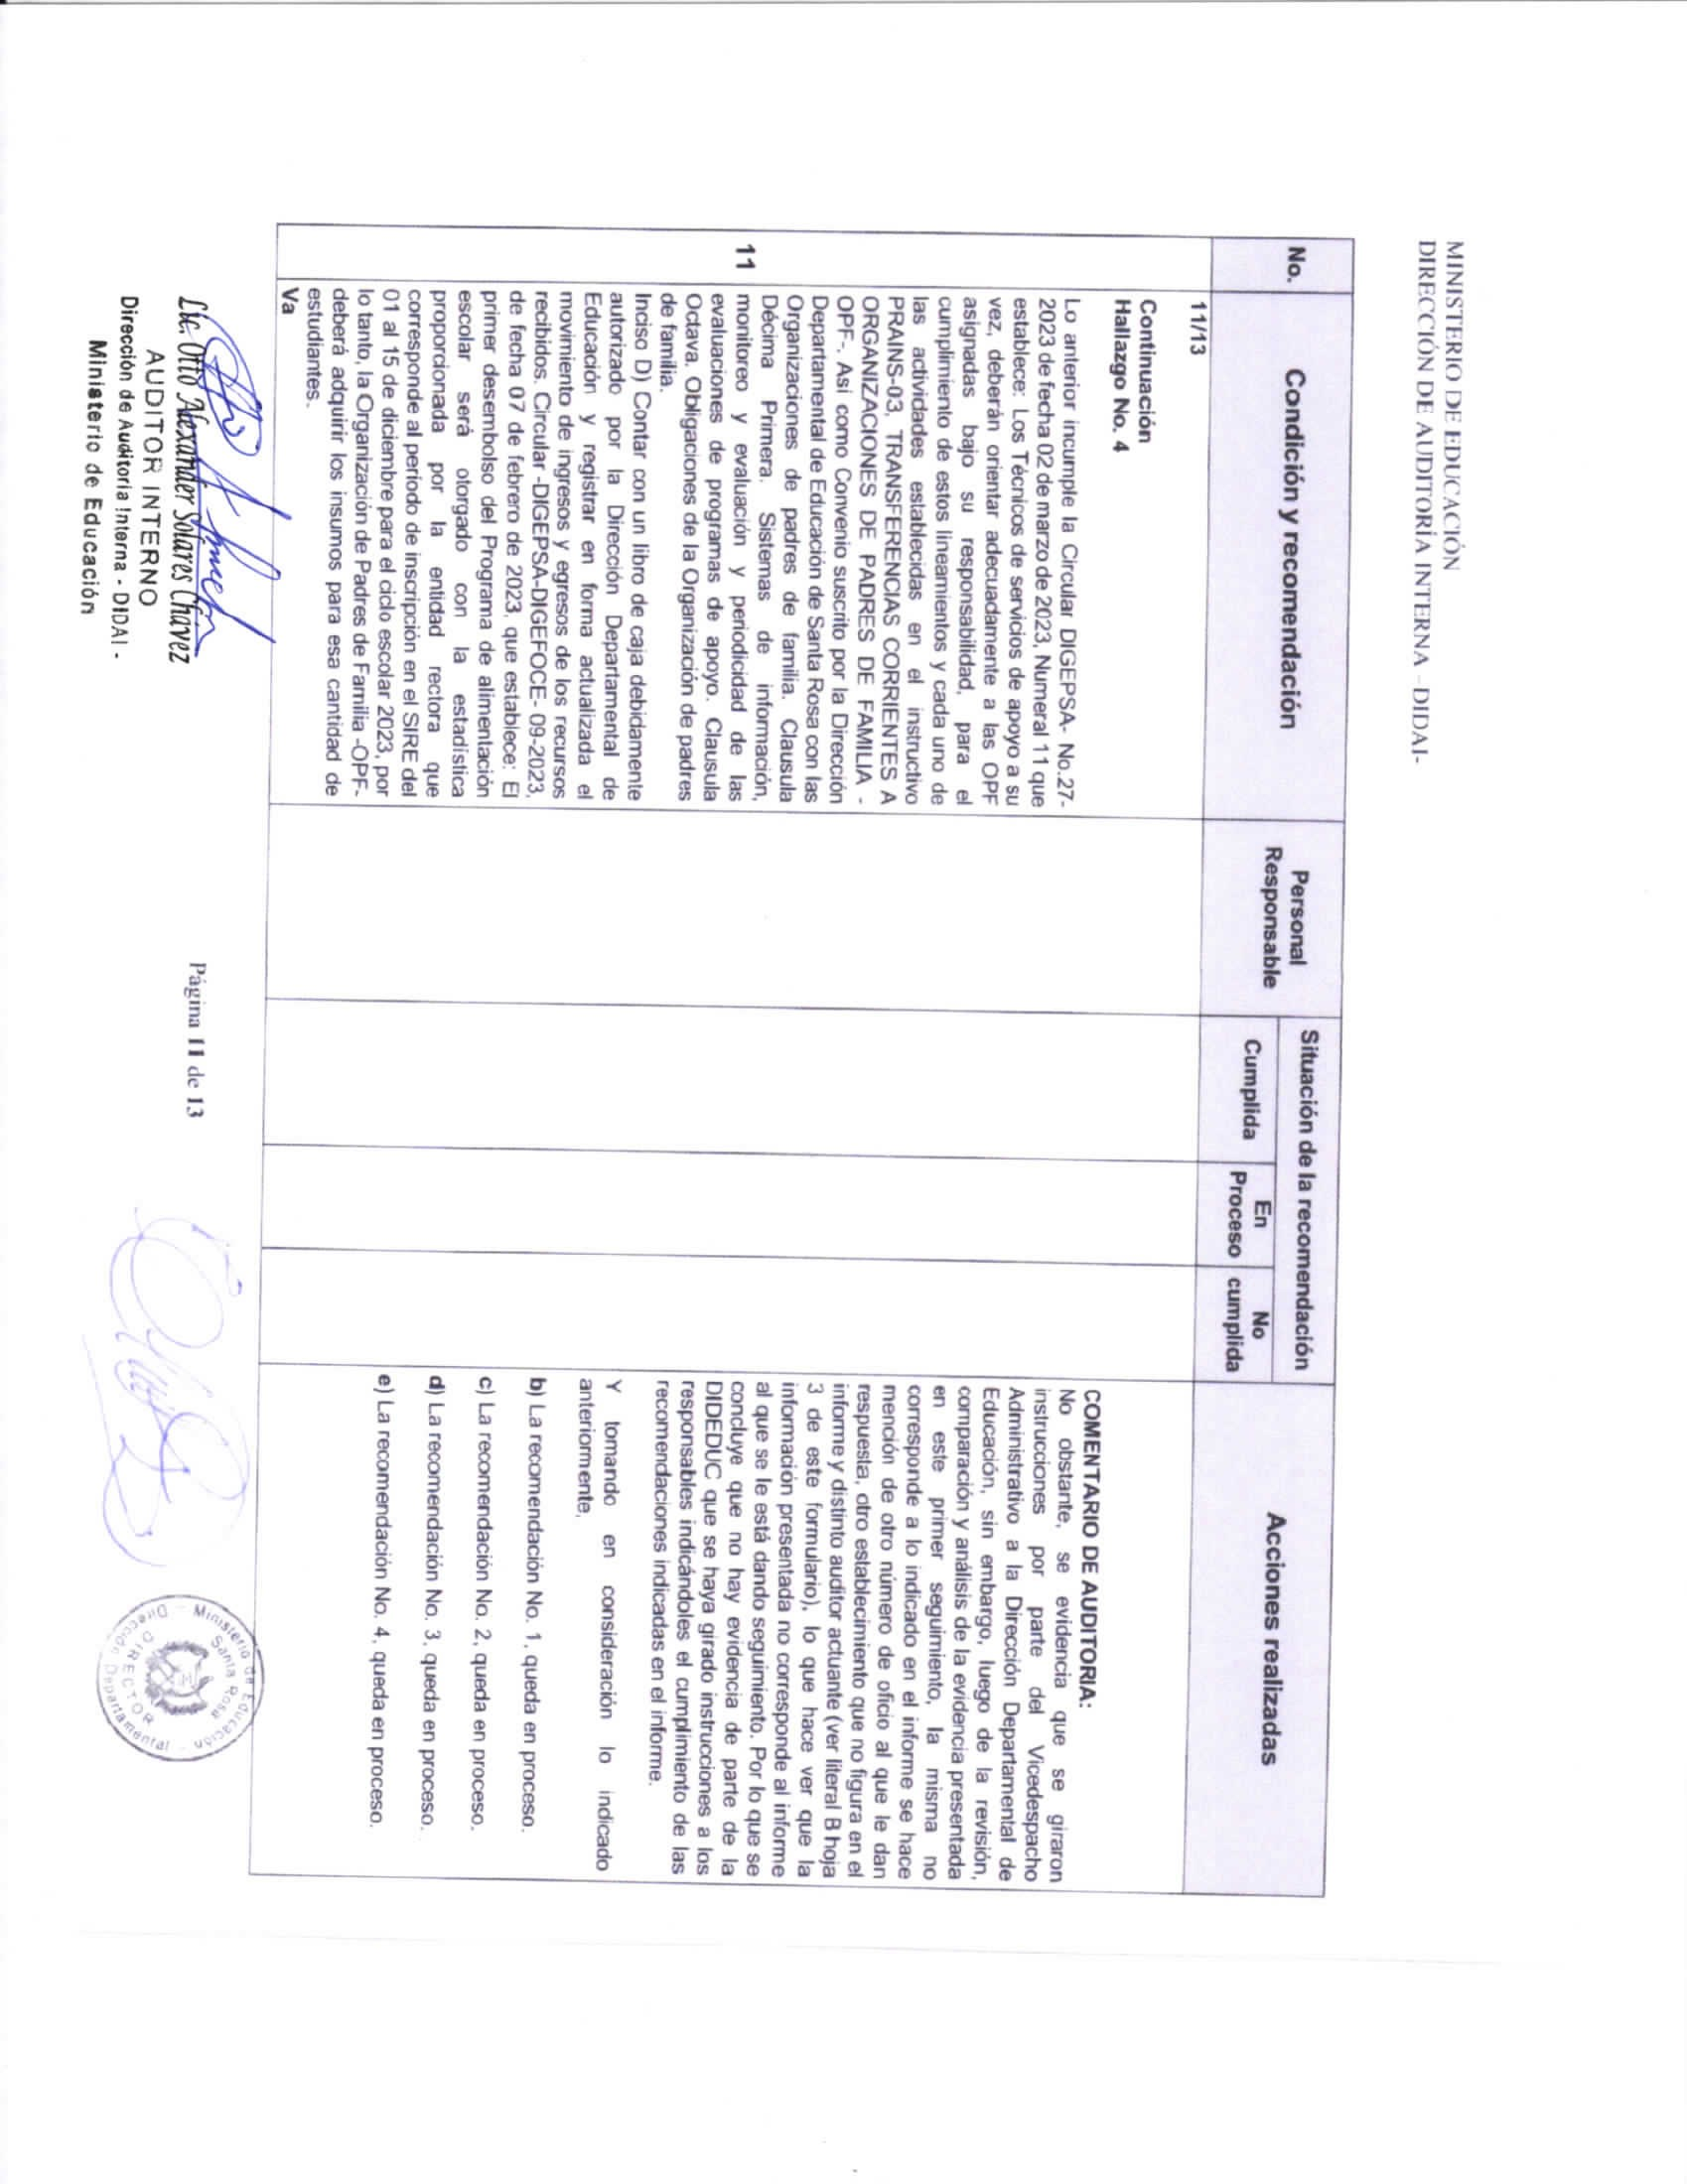 MINISTERIO DE EDUCACIÓN
DIRECCIÓN DE AUDITORÍA INTERNA –DIDAI-
No.
Condición y recomendación
Personal
Responsable
Situación de la recomendación
Cumplida
En
Proceso
No
cumplida
Acciones realizadas
11
11/13
Continuación
Hallazgo No. 4
Lo anterior incumple la Circular DIGEPSA- No.27-
2023 de fecha 02 de marzo de 2023, Numeral 11 que
establece: Los Técnicos de servicios de apoyo a su
vez, deberán orientar adecuadamente a las OPF
asignadas bajo su responsabilidad, para el
cumplimiento de estos lineamientos y cada uno de
las actividades establecidas en el instructivo
PRAINS-03, TRANSFERENCIAS CORRIENTES A
ORGANIZACIONES DE PADRES DE FAMILIA -
OPF-. Así como Convenio suscrito por la Dirección
Departamental de Educación de Santa Rosa con las
Organizaciones de padres de familia. Clausula
Décima Primera. Sistemas de información,
monitoreo y evaluación y periodicidad de las
evaluaciones de programas de apoyo. Clausula
Octava. Obligaciones de la Organización de padres
de familia.
Inciso D) Contar con un libro de caja debidamente
autorizado por la Dirección Departamental de
Educación y registrar en forma actualizada el
movimiento de ingresos y egresos de los recursos
recibidos. Circular -DIGEPSA-DIGEFOCE- 09-2023,
de fecha 07 de febrero de 2023, que establece: El
primer desembolso del Programa de alimentación
escolar será otorgado con la estadística
proporcionada por la entidad rectora que
corresponde al período de inscripción en el SIRE del
01 al 15 de diciembre para el ciclo escolar 2023, por
lo tanto, la Organización de Padres de Familia -OPF-
deberá adquirir los insumos para esa cantidad de
estudiantes.
Va
COMENTARIO DE AUDITORIA:
No obstante, se evidencia que se giraron
instrucciones por parte del Vicedespacho
Administrativo a la Dirección Departamental de
Educación, sin embargo, luego de la revisión,
comparación y análisis de la evidencia presentada
en este primer seguimiento, la misma no
corresponde a lo indicado en el informe se hace
mención de otro número de oficio al que le dan
respuesta, otro establecimiento que no figura en el
informe y distinto auditor actuante (ver literal B hoja
3 de este formulario), lo que hace ver que la
información presentada no corresponde al informe
al que se le está dando seguimiento. Por lo que se
concluye que no hay evidencia de parte de la
DIDEDUC que se haya girado instrucciones a los
responsables indicándoles el cumplimiento de las
recomendaciones indicadas en el informe.
Y tomando en consideración lo indicado
anteriormente,
b) La recomendación No. 1, queda en proceso.
c) La recomendación No. 2, queda en proceso.
d) La recomendación No. 3, queda en proceso.
e) La recomendación No. 4, queda en proceso.
Lic. Otto Alexander Solares Chavez
AUDITOR INTERNO
Dirección de Auditoría Interna - DIDAI -
Ministerio de Educación
Página 11 de 13
Ministerio de Educación
Dirección Departamental
Santa Rosa
DIRECTOR